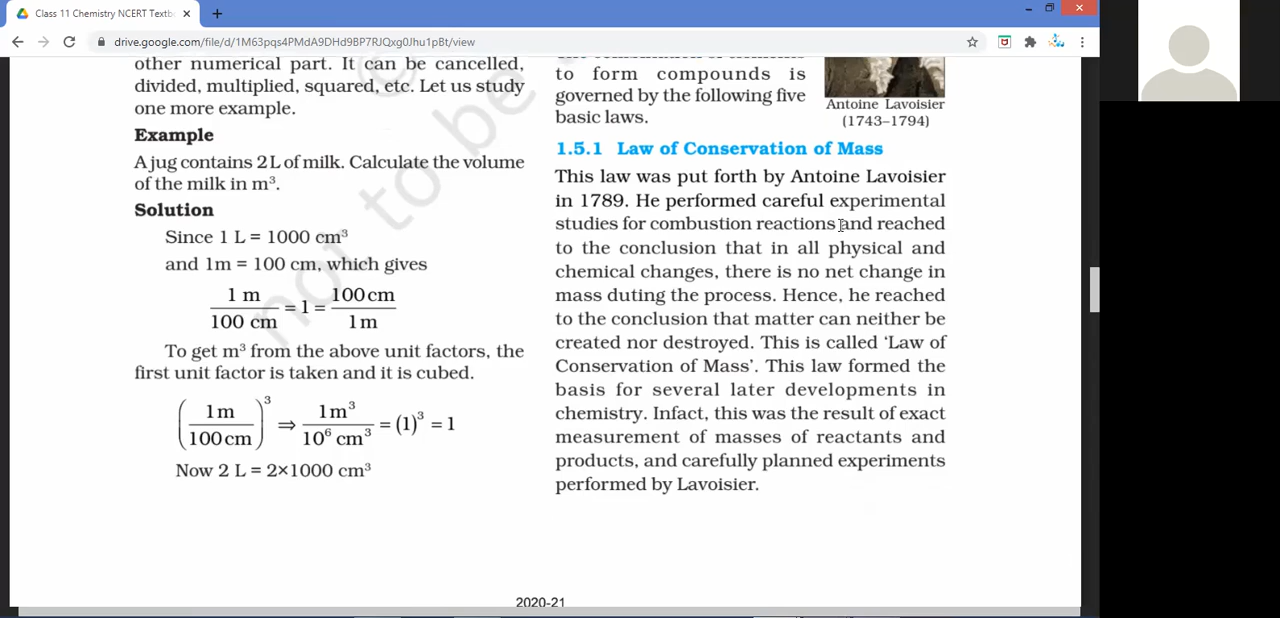 Class 11 Chemistry NCERT Textb
drive.google.com/file/d/1M63pqs4PMdA9DHd9BP7RJQxg0Jhu1pBt/view
other numerical part. It can be cancelled,
divided, multiplied, squared, etc. Let us study
one more example.
Example
A jug contains 2 L of milk. Calculate the volume
of the milk in m³.
Solution
Since 1 L = 1000 cm³
and 1m = 100 cm, which gives
1 m / 100 cm = 1 = 100 cm / 1 m
To get m³ from the above unit factors, the
first unit factor is taken and it is cubed.
(1 m / 100 cm)³ ⇒ 1 m³ / 10⁶ cm³ = (1)³ = 1
Now 2 L = 2×1000 cm³
to form compounds is
governed by the following five
basic laws.
Antoine Lavoisier
(1743–1794)
1.5.1 Law of Conservation of Mass
This law was put forth by Antoine Lavoisier
in 1789. He performed careful experimental
studies for combustion reactions and reached
to the conclusion that in all physical and
chemical changes, there is no net change in
mass duting the process. Hence, he reached
to the conclusion that matter can neither be
created nor destroyed. This is called ‘Law of
Conservation of Mass’. This law formed the
basis for several later developments in
chemistry. Infact, this was the result of exact
measurement of masses of reactants and
products, and carefully planned experiments
performed by Lavoisier.
not to be
©
2020-21